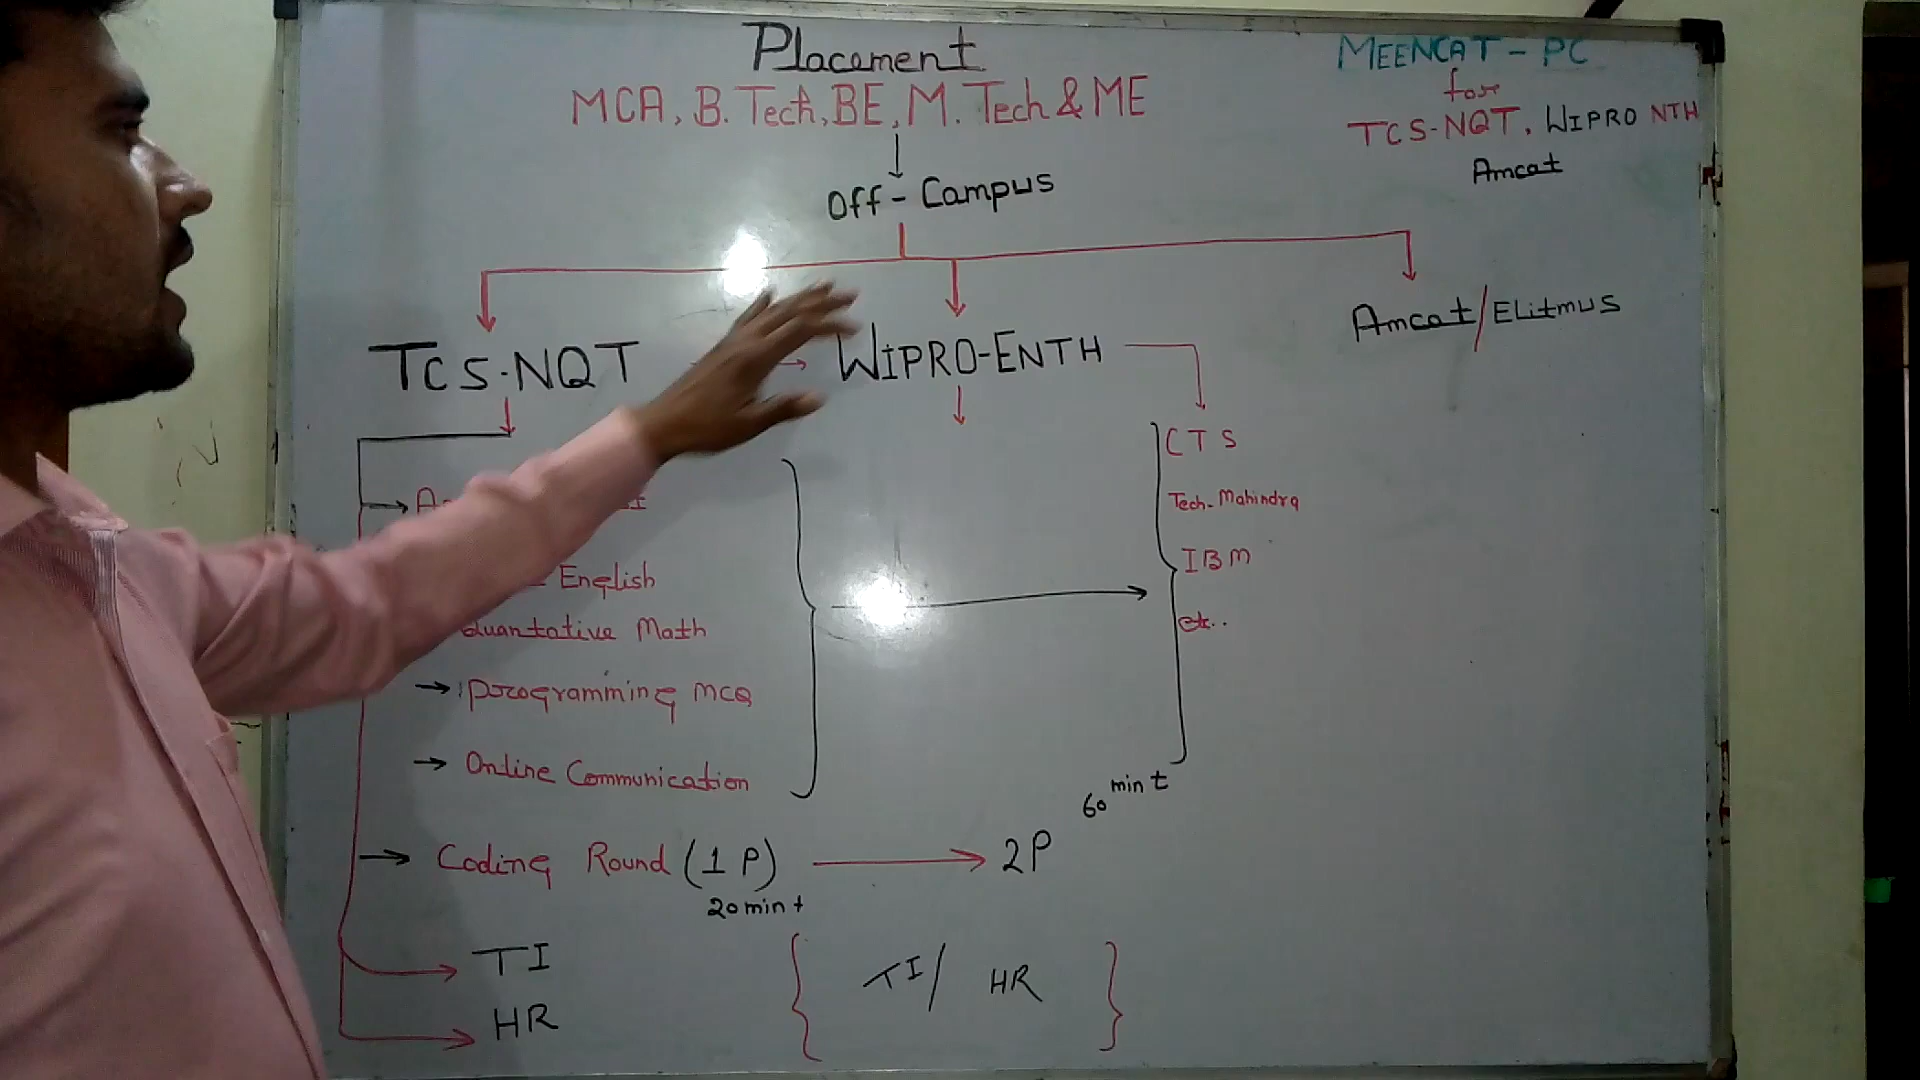 Placement
MCA, B. Tech, BE, M. Tech & ME
Off - Campus
MEENCAT - PC
for
TCS-NQT, WIPRO NTH
Amcat
TCS-NQT
WIPRO-ENTH
Amcat/ELitmus
English
Quantative Math
Programming MCQ
Online Communication
CTS
Tech-Mahindra
IBM
etc..
60 min t
Coding Round (1 P)
2P
20 min t
TI
HR
TI/ HR